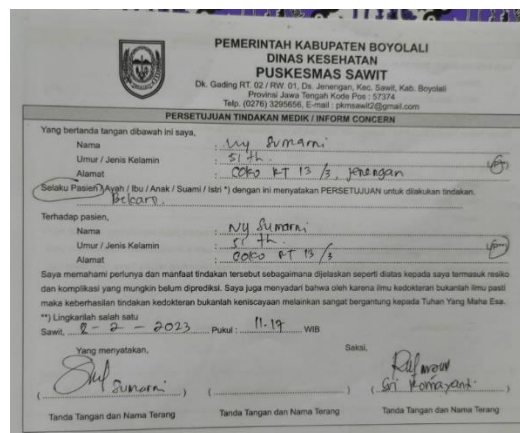 PEMERINTAH KABUPATEN BOYOLALI
DINAS KESEHATAN
PUSKESMAS SAWIT
Dk. Gading RT. 02 / RW. 01, Ds. Jenengan, Kec. Sawit, Kab. Boyolali
Provinsi Jawa Tengah Kode Pos : 57374
Telp. (0276) 3295656, E-mail : pkmsawit2@gmail.com
PERSETUJUAN TINDAKAN MEDIK / INFORM CONCERN
Yang bertanda tangan dibawah ini saya,
Nama : Ny Sumarni
Umur / Jenis Kelamin : 51 th.
Alamat : Coko RT 13 /3, Jenengan
Selaku Pasien (Ayah / Ibu / Anak / Suami / Istri *) dengan ini menyatakan PERSETUJUAN untuk dilakukan tindakan.
Terhadap pasien,
Nama : Ny Sumarni
Umur / Jenis Kelamin : 51 th.
Alamat : Coko RT 13 /3
Saya memahami perlunya dan manfaat tindakan tersebut sebagaimana dijelaskan seperti diatas kepada saya termasuk resiko
dan komplikasi yang mungkin belum diprediksi. Saya juga menyadari bahwa oleh karena ilmu kedokteran bukanlah ilmu pasti
maka keberhasilan tindakan kedokteran bukanlah keniscayaan melainkan sangat bergantung kepada Tuhan Yang Maha Esa.
**) Lingkarilah salah satu
Sawit, 2 - 2 - 2023 Pukul : 11.17 WIB
Yang menyatakan, Saksi,
Sumarni
Sri Komayanti
Tanda Tangan dan Nama Terang Tanda Tangan dan Nama Terang Tanda Tangan dan Nama Terang